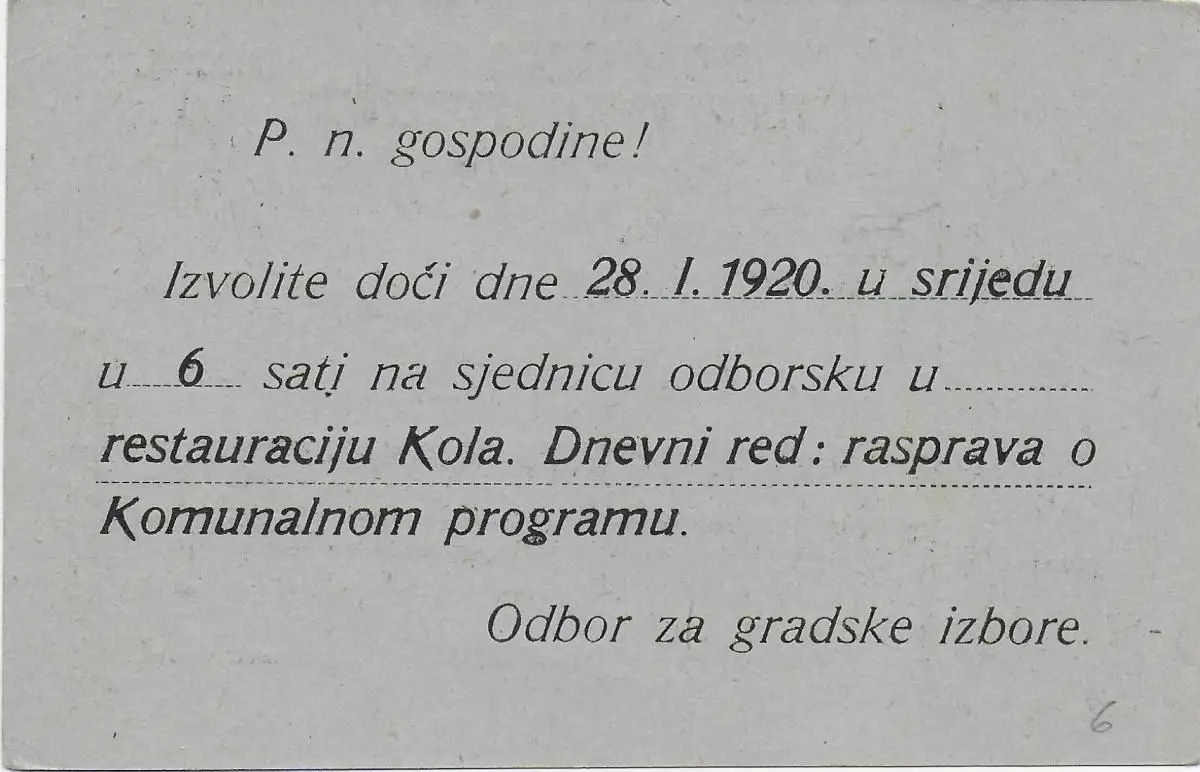 P. n. gospodine!
Izvolite doći dne 28. I. 1920. u srijedu
u 6 sati na sjednicu odborsku u
restauraciju Kola. Dnevni red: rasprava o
Komunalnom programu.
Odbor za gradske izbore.
6